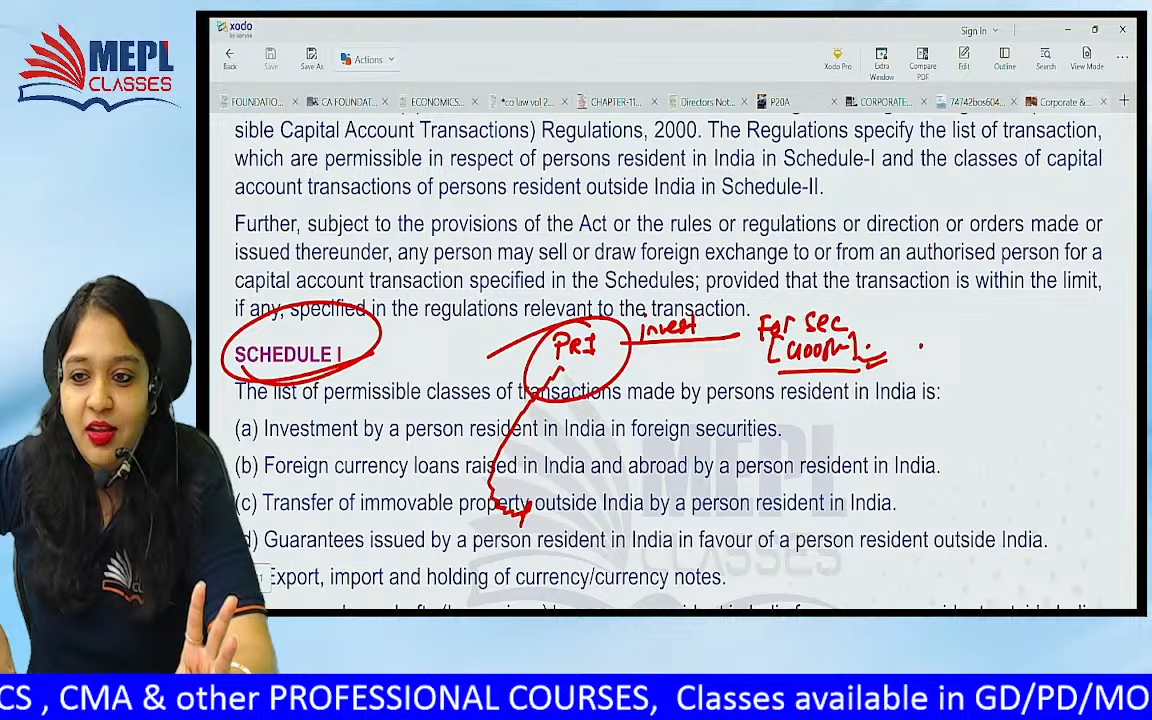 MEPL
CLASSES
xodo
by apryse
Sign In
Back
Save
Save As
Actions
Xodo Pro
Extra
Window
Compare
PDF
Edit
Outline
Search
View Mode
FOUNDATIO...
CA FOUNDAT...
ECONOMICS...
*co law vol 2...
CHAPTER-11...
Directors Not...
P20A
CORPORATE...
74742bos604...
Corporate &...
sible Capital Account Transactions) Regulations, 2000. The Regulations specify the list of transaction,
which are permissible in respect of persons resident in India in Schedule-I and the classes of capital
account transactions of persons resident outside India in Schedule-II.
Further, subject to the provisions of the Act or the rules or regulations or direction or orders made or
issued thereunder, any person may sell or draw foreign exchange to or from an authorised person for a
capital account transaction specified in the Schedules; provided that the transaction is within the limit,
if any, specified in the regulations relevant to the transaction.
invest
For Sec
PRI
SCHEDULE I
The list of permissible classes of transactions made by persons resident in India is:
(a) Investment by a person resident in India in foreign securities.
(b) Foreign currency loans raised in India and abroad by a person resident in India.
(c) Transfer of immovable property outside India by a person resident in India.
d) Guarantees issued by a person resident in India in favour of a person resident outside India.
Export, import and holding of currency/currency notes.
MEPL
CLASSES
CS , CMA & other PROFESSIONAL COURSES, Classes available in GD/PD/MO